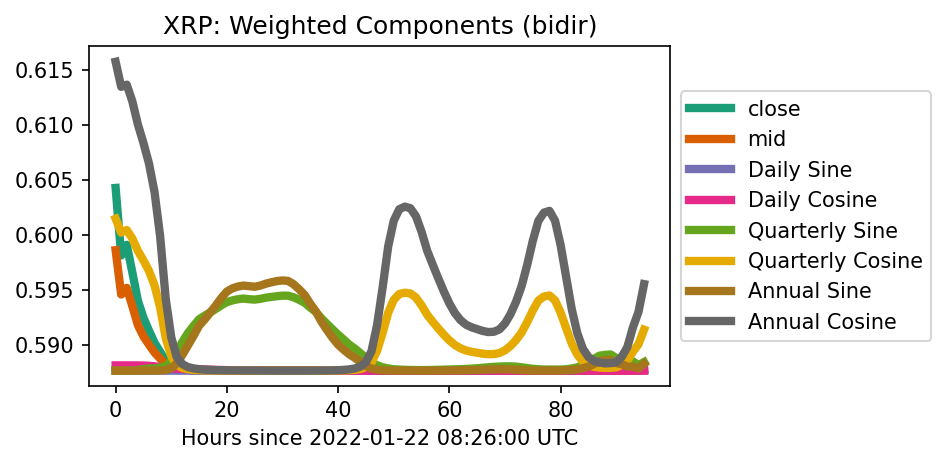 XRP: Weighted Components (bidir)
0.615
0.610
0.605
0.600
0.595
0.590
0 20 40 60 80
Hours since 2022-01-22 08:26:00 UTC
close
mid
Daily Sine
Daily Cosine
Quarterly Sine
Quarterly Cosine
Annual Sine
Annual Cosine